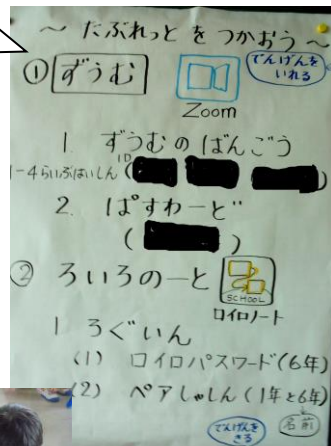 ～ たぶれっと を つかおう ～
① ずうむ
でんげんを いれる
Zoom
1. ずうむ の ばんごう
ID
1-4らいぶはいしん ( )
2. ぱすわーど
( )
② ろいろのーと
SCHOOL
ロイロノート
1 ろぐいん
(1) ロイロパスワード(6年)
(2) ペアしゃしん(1年と6年)
でんげんを きる
名前